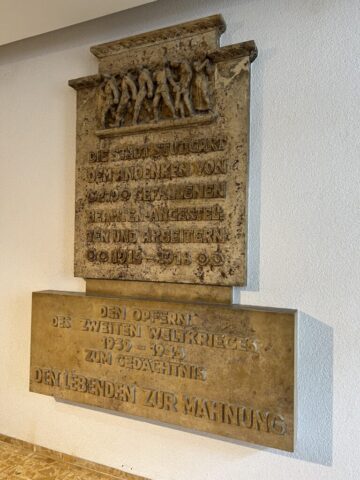 DIE STADT STUTTGART
DEM ANDENKEN VON
GEFALLENEN
BEAMTEN ANGESTEL
TEN UND ARBEITERN
1914–1918
DEN OPFERN
DES ZWEITEN WELTKRIEGES
1939 – 1945
ZUM GEDÄCHTNIS
DEN LEBENDEN ZUR MAHNUNG